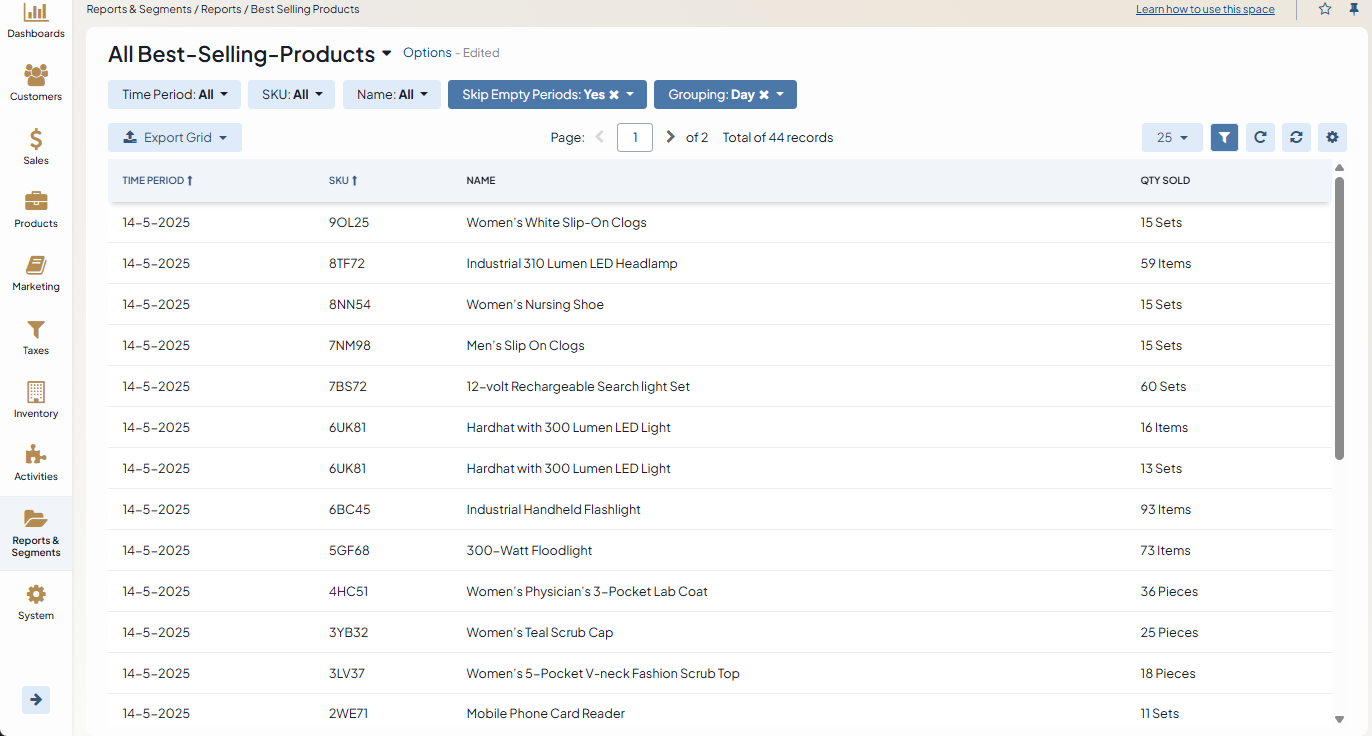 Reports & Segments / Reports / Best Selling Products
Learn how to use this space
Dashboards
Customers
Sales
Products
Marketing
Taxes
Inventory
Activities
Reports & Segments
System
All Best-Selling-Products
Options - Edited
Time Period: All
SKU: All
Name: All
Skip Empty Periods: Yes
Grouping: Day
Export Grid
Page: 1 of 2 Total of 44 records
25
TIME PERIOD SKU NAME QTY SOLD
14-5-2025 9OL25 Women's White Slip-On Clogs 15 Sets
14-5-2025 8TF72 Industrial 310 Lumen LED Headlamp 59 Items
14-5-2025 8NN54 Women's Nursing Shoe 15 Sets
14-5-2025 7NM98 Men's Slip On Clogs 15 Sets
14-5-2025 7BS72 12-volt Rechargeable Search light Set 60 Sets
14-5-2025 6UK81 Hardhat with 300 Lumen LED Light 16 Items
14-5-2025 6UK81 Hardhat with 300 Lumen LED Light 13 Sets
14-5-2025 6BC45 Industrial Handheld Flashlight 93 Items
14-5-2025 5GF68 300-Watt Floodlight 73 Items
14-5-2025 4HC51 Women's Physician's 3-Pocket Lab Coat 36 Pieces
14-5-2025 3YB32 Women's Teal Scrub Cap 25 Pieces
14-5-2025 3LV37 Women's 5-Pocket V-neck Fashion Scrub Top 18 Pieces
14-5-2025 2WE71 Mobile Phone Card Reader 11 Sets